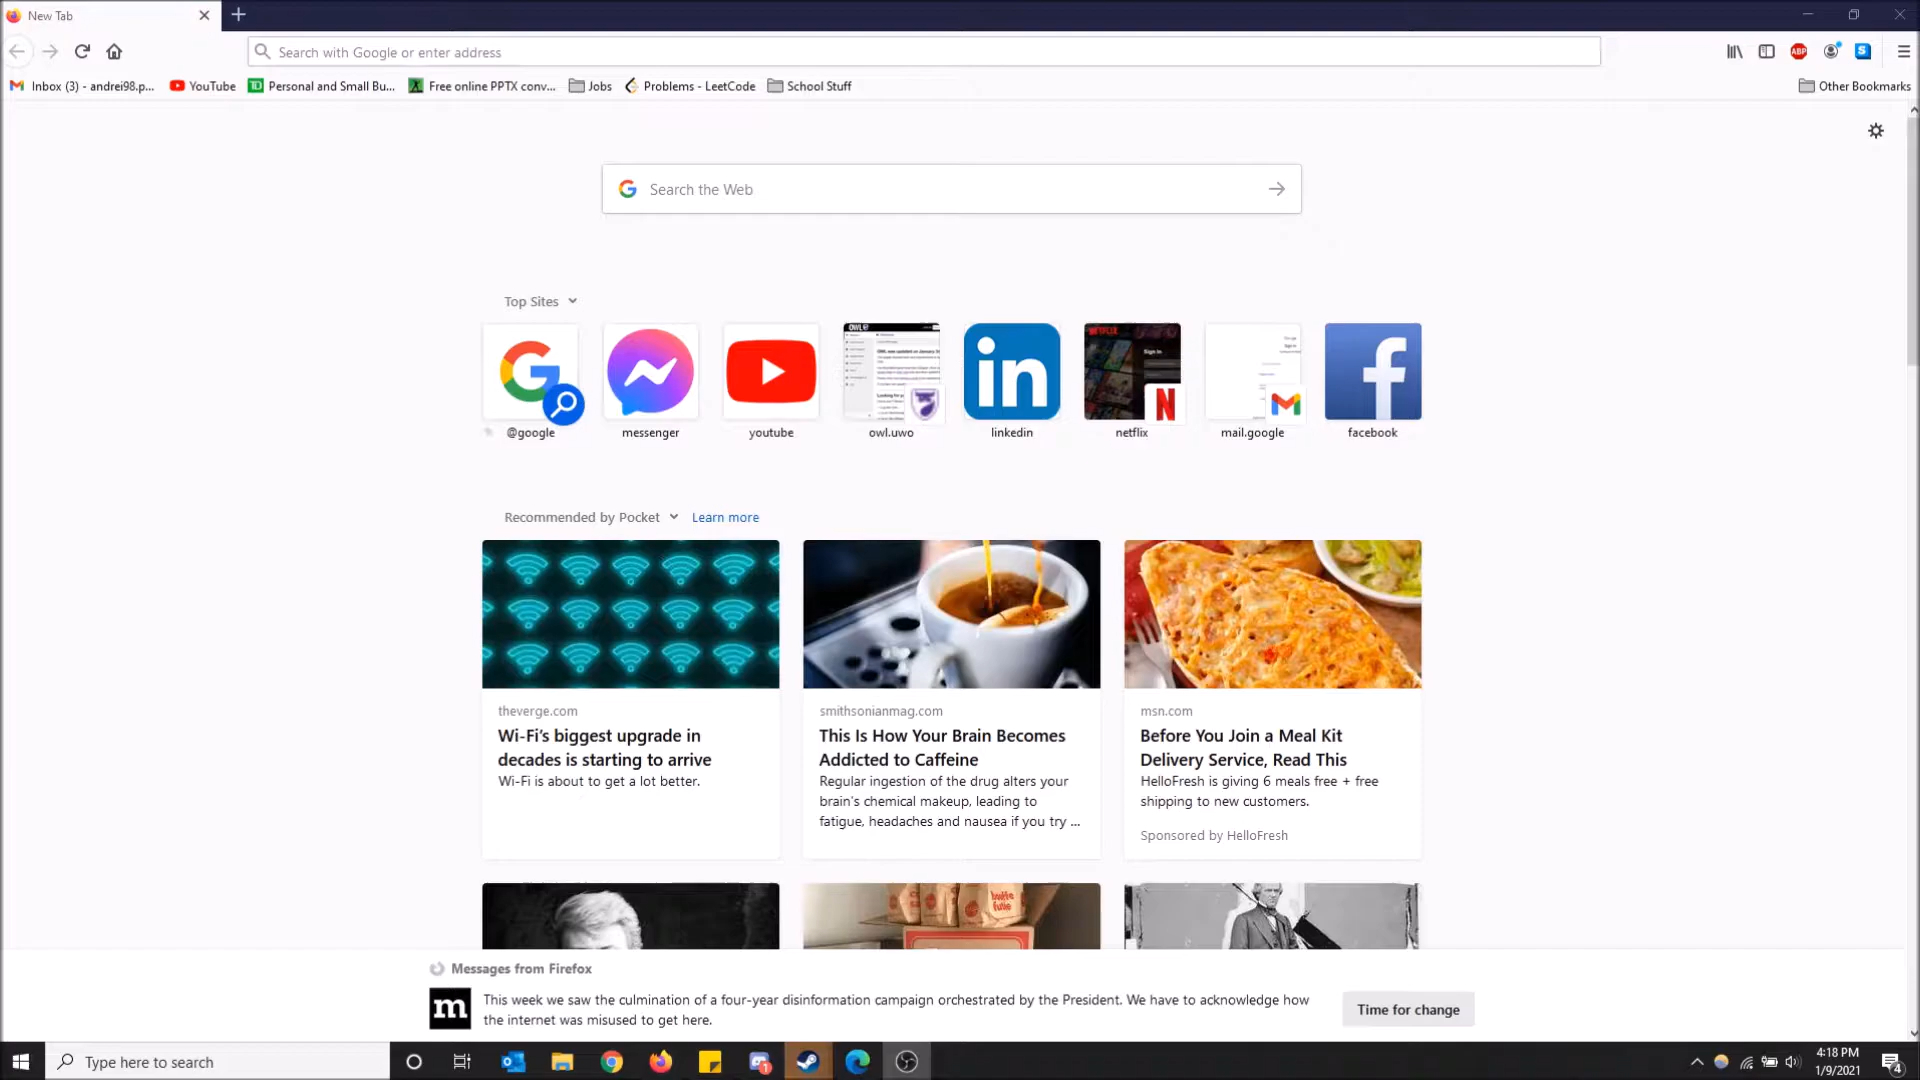 New Tab
Search with Google or enter address
Inbox (3) - andrei98.p...
YouTube
Personal and Small Bu...
Free online PPTX conv...
Jobs
Problems - LeetCode
School Stuff
Other Bookmarks
ABP
Search the Web
Top Sites
@google
messenger
youtube
owl.uwo
linkedin
netflix
mail.google
facebook
Recommended by Pocket
Learn more
theverge.com
Wi-Fi's biggest upgrade in
decades is starting to arrive
Wi-Fi is about to get a lot better.
smithsonianmag.com
This Is How Your Brain Becomes
Addicted to Caffeine
Regular ingestion of the drug alters your
brain's chemical makeup, leading to
fatigue, headaches and nausea if you try ...
msn.com
Before You Join a Meal Kit
Delivery Service, Read This
HelloFresh is giving 6 meals free + free
shipping to new customers.
Sponsored by HelloFresh
Messages from Firefox
This week we saw the culmination of a four-year disinformation campaign orchestrated by the President. We have to acknowledge how
the internet was misused to get here.
Time for change
Type here to search
4:18 PM
1/9/2021